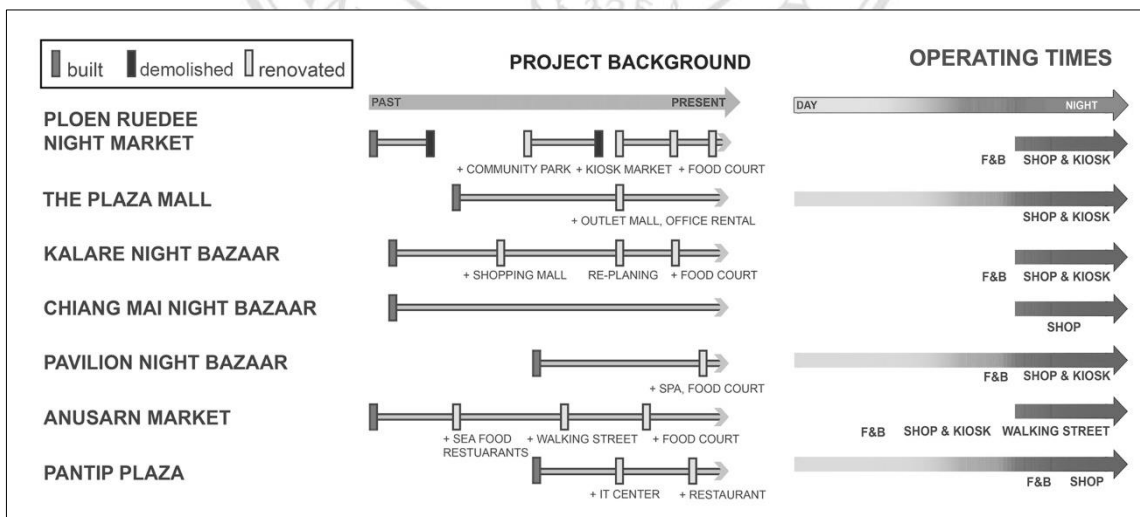 built demolished renovated
PROJECT BACKGROUND
OPERATING TIMES
PAST PRESENT
DAY NIGHT
PLOEN RUEDEE
NIGHT MARKET
+ COMMUNITY PARK + KIOSK MARKET + FOOD COURT
F&B SHOP & KIOSK
THE PLAZA MALL
+ OUTLET MALL, OFFICE RENTAL
SHOP & KIOSK
KALARE NIGHT BAZAAR
+ SHOPPING MALL RE-PLANING + FOOD COURT
F&B SHOP & KIOSK
CHIANG MAI NIGHT BAZAAR
SHOP
PAVILION NIGHT BAZAAR
+ SPA, FOOD COURT
F&B SHOP & KIOSK
ANUSARN MARKET
+ SEA FOOD + WALKING STREET + FOOD COURT
RESTUARANTS
F&B SHOP & KIOSK WALKING STREET
PANTIP PLAZA
+ IT CENTER + RESTAURANT
F&B SHOP